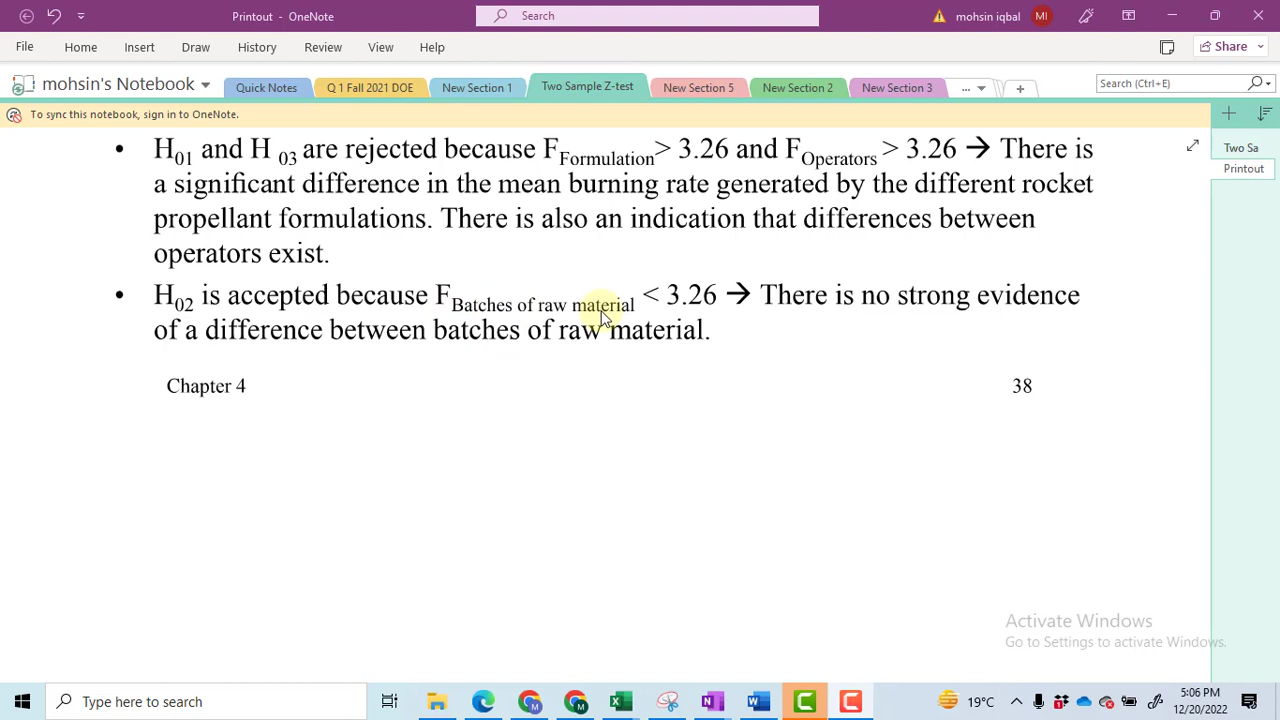 Printout - OneNote
Search
mohsin iqbal
MI
File
Home
Insert
Draw
History
Review
View
Help
Share
mohsin's Notebook
Quick Notes
Q 1 Fall 2021 DOE
New Section 1
Two Sample Z-test
New Section 5
New Section 2
New Section 3
...
Search (Ctrl+E)
To sync this notebook, sign in to OneNote.
Two Sa
Printout
• H01 and H 03 are rejected because FFormulation> 3.26 and FOperators > 3.26 → There is
a significant difference in the mean burning rate generated by the different rocket
propellant formulations. There is also an indication that differences between
operators exist.
• H02 is accepted because FBatches of raw material < 3.26 → There is no strong evidence
of a difference between batches of raw material.
Chapter 4
38
Activate Windows
Go to Settings to activate Windows.
Type here to search
19°C
5:06 PM
12/20/2022